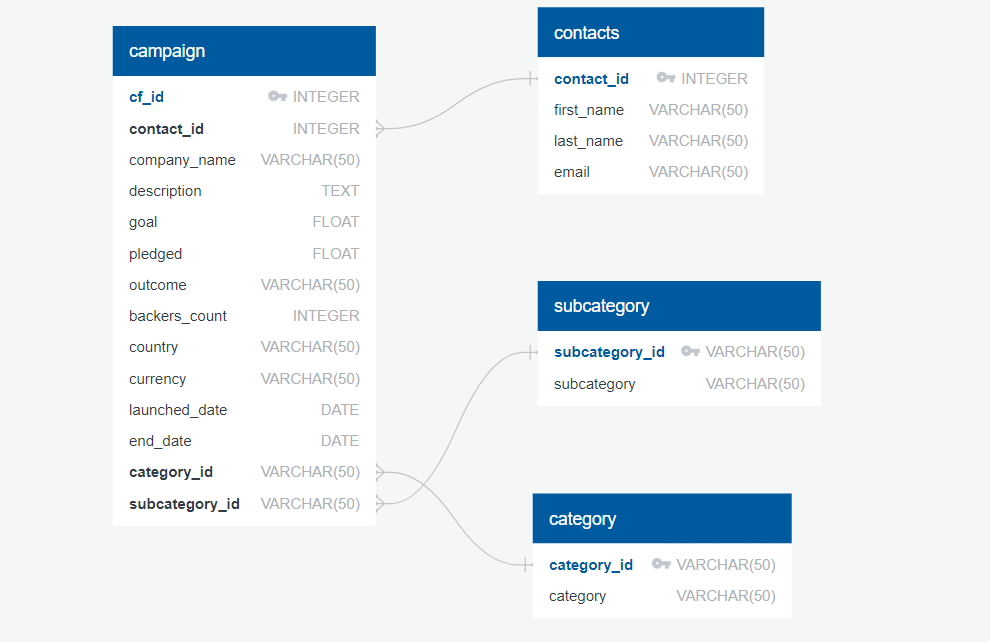 campaign
cf_id INTEGER
contact_id INTEGER
company_name VARCHAR(50)
description TEXT
goal FLOAT
pledged FLOAT
outcome VARCHAR(50)
backers_count INTEGER
country VARCHAR(50)
currency VARCHAR(50)
launched_date DATE
end_date DATE
category_id VARCHAR(50)
subcategory_id VARCHAR(50)
contacts
contact_id INTEGER
first_name VARCHAR(50)
last_name VARCHAR(50)
email VARCHAR(50)
subcategory
subcategory_id VARCHAR(50)
subcategory VARCHAR(50)
category
category_id VARCHAR(50)
category VARCHAR(50)